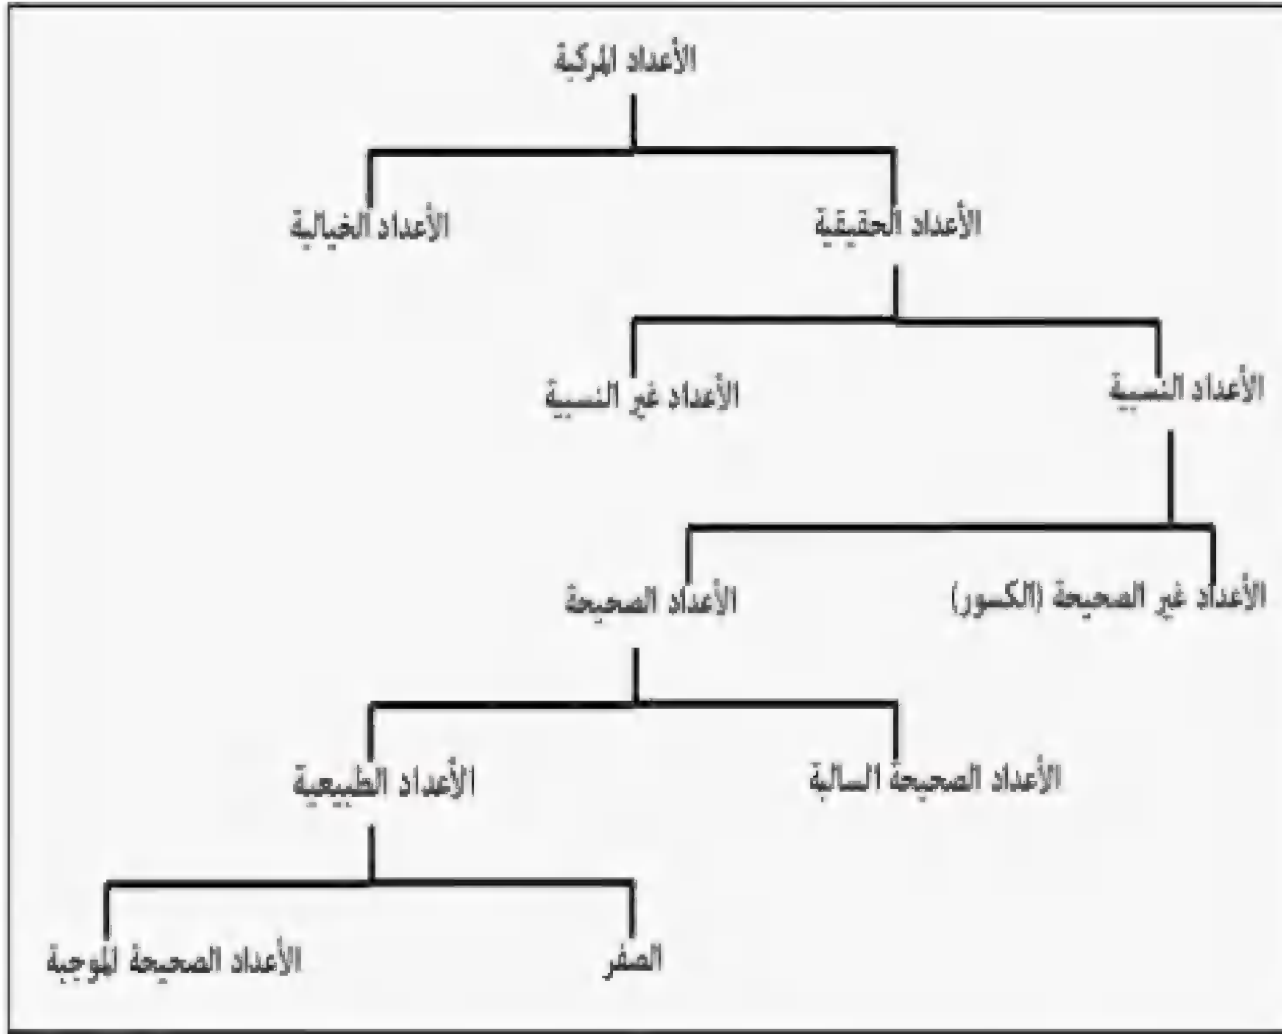 الأعداد المركبة
الأعداد الحقيقية
الأعداد الخيالية
الأعداد النسبية
الأعداد غير النسبية
الأعداد غير الصحيحة (الكسور)
الأعداد الصحيحة
الأعداد الصحيحة السالبة
الأعداد الطبيعية
الصفر
الأعداد الصحيحة الموجبة